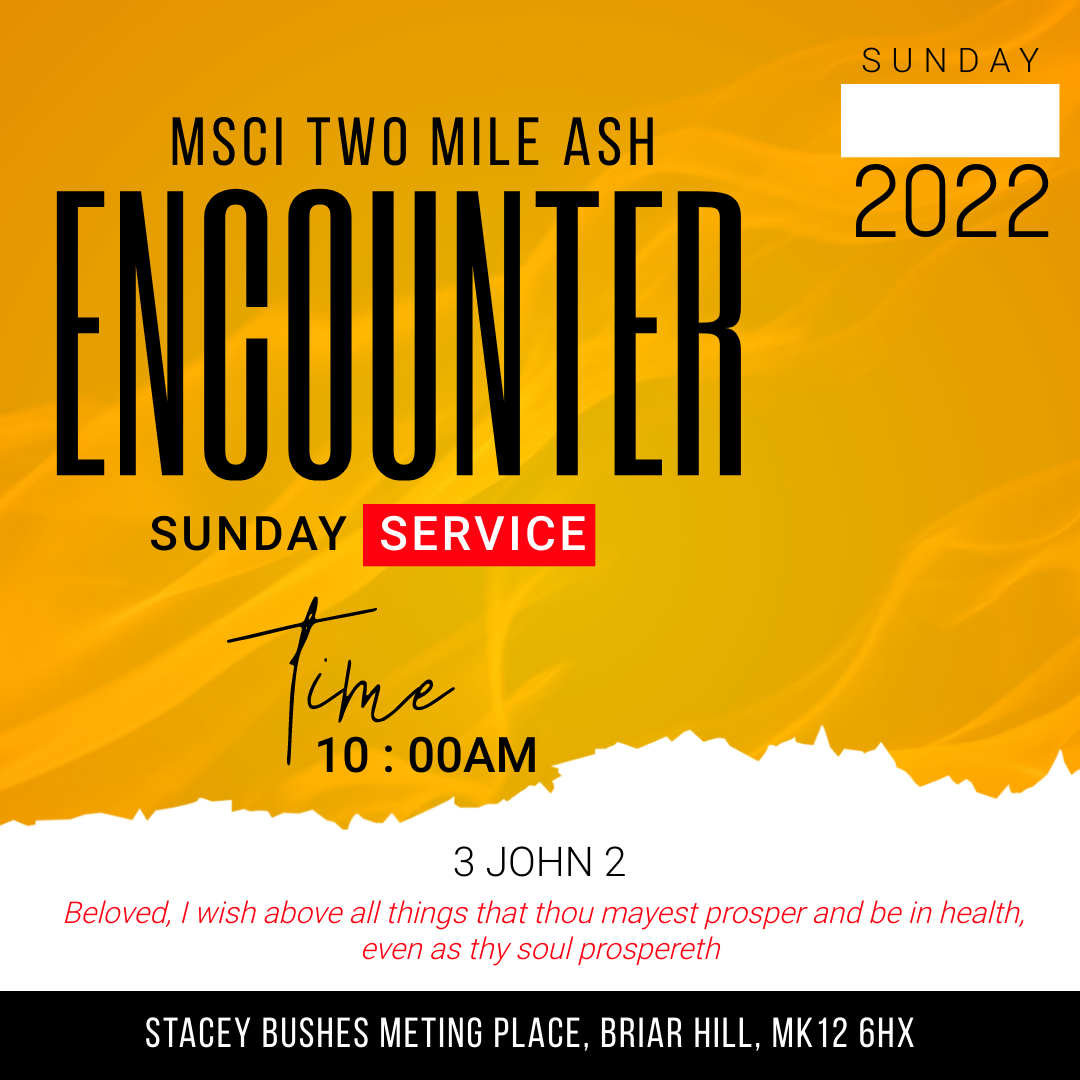 SUNDAY
2022
MSCI TWO MILE ASH
ENCOUNTER
SUNDAY SERVICE
Time
10 : 00AM
3 JOHN 2
Beloved, I wish above all things that thou mayest prosper and be in health,
even as thy soul prospereth
STACEY BUSHES METING PLACE, BRIAR HILL, MK12 6HX